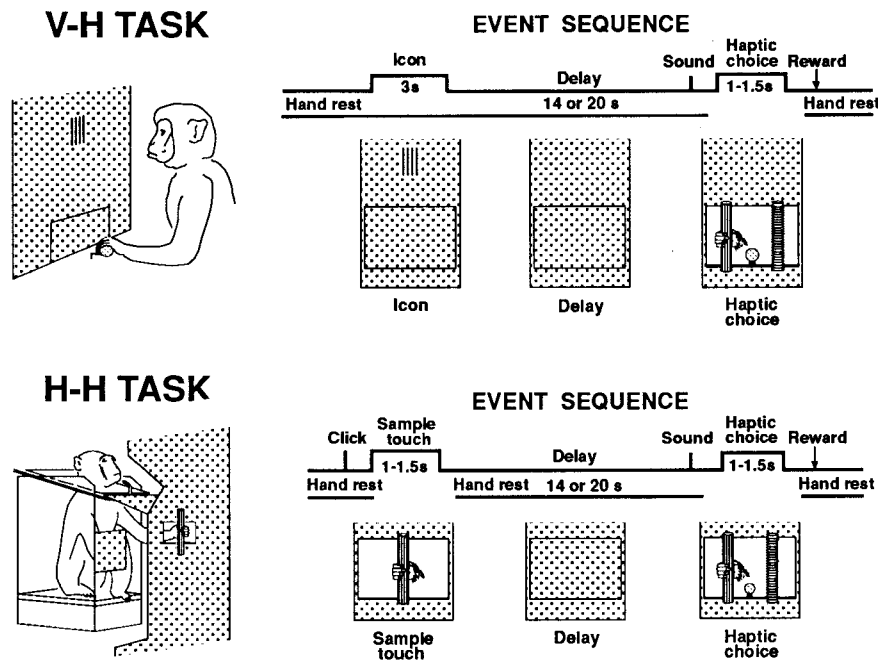 V-H TASK
EVENT SEQUENCE
Icon
Delay
Sound
Haptic
choice
Reward
3s
1-1.5s
Hand rest
14 or 20 s
Hand rest
Icon
Delay
Haptic
choice
H-H TASK
EVENT SEQUENCE
Click
Sample
touch
Delay
Sound
Haptic
choice
Reward
1-1.5s
1-1.5s
Hand rest
Hand rest
14 or 20 s
Hand rest
Sample
touch
Delay
Haptic
choice